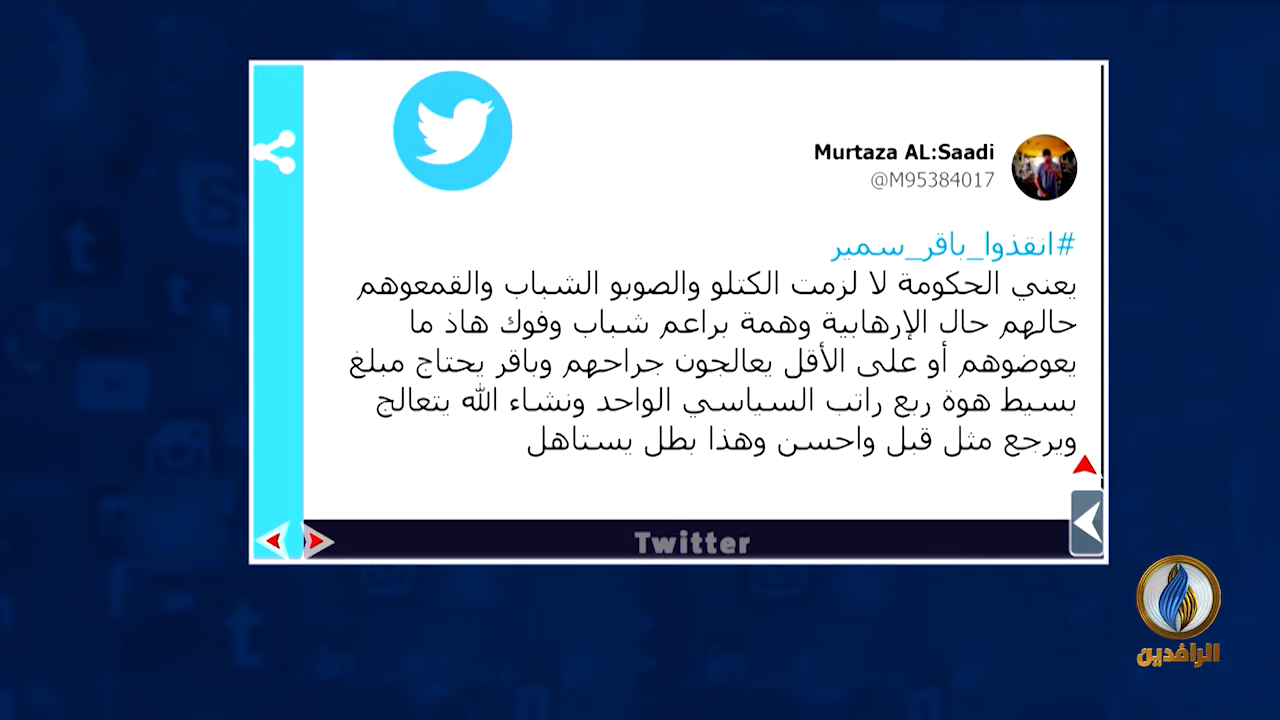 Murtaza AL:Saadi
@M95384017
#انقذوا_باقر_سمير
يعني الحكومة لا لزمت الكتلو والصوبو الشباب والقمعوهم
حالهم حال الإرهابية وهمة براعم شباب وفوك هاذ ما
يعوضوهم أو على الأقل يعالجون جراحهم وباقر يحتاج مبلغ
بسيط هوة ربع راتب السياسي الواحد ونشاء الله يتعالج
ويرجع مثل قبل واحسن وهذا بطل يستاهل
Twitter
الرافدين